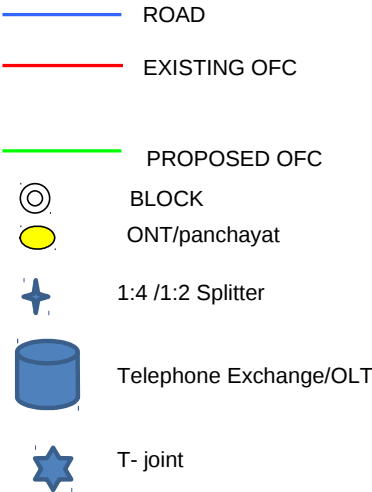 ROAD
EXISTING OFC
PROPOSED OFC
BLOCK
ONT/panchayat
1:4 /1:2 Splitter
Telephone Exchange/OLT
T- joint